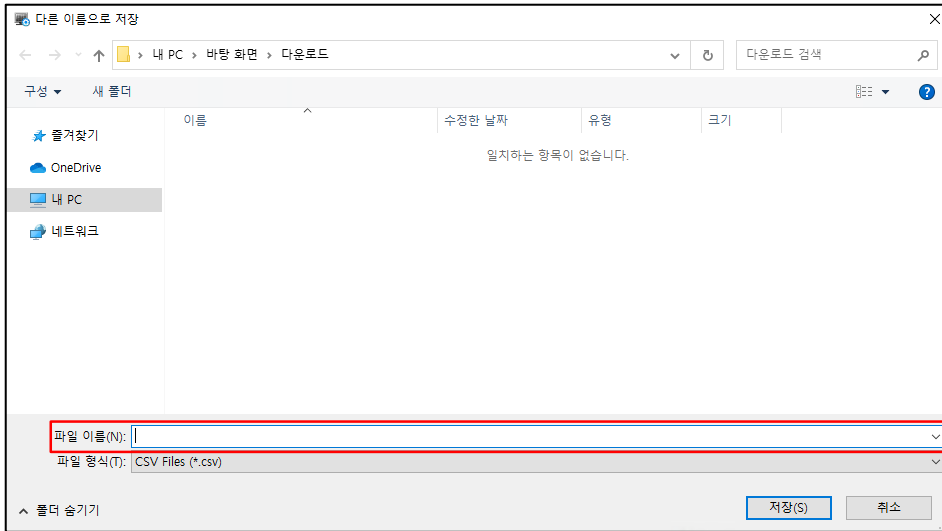 다른 이름으로 저장
내 PC › 바탕 화면 › 다운로드
다운로드 검색
구성
새 폴더
이름
수정한 날짜
유형
크기
일치하는 항목이 없습니다.
즐겨찾기
OneDrive
내 PC
네트워크
파일 이름(N):
파일 형식(T): CSV Files (*.csv)
폴더 숨기기
저장(S)
취소